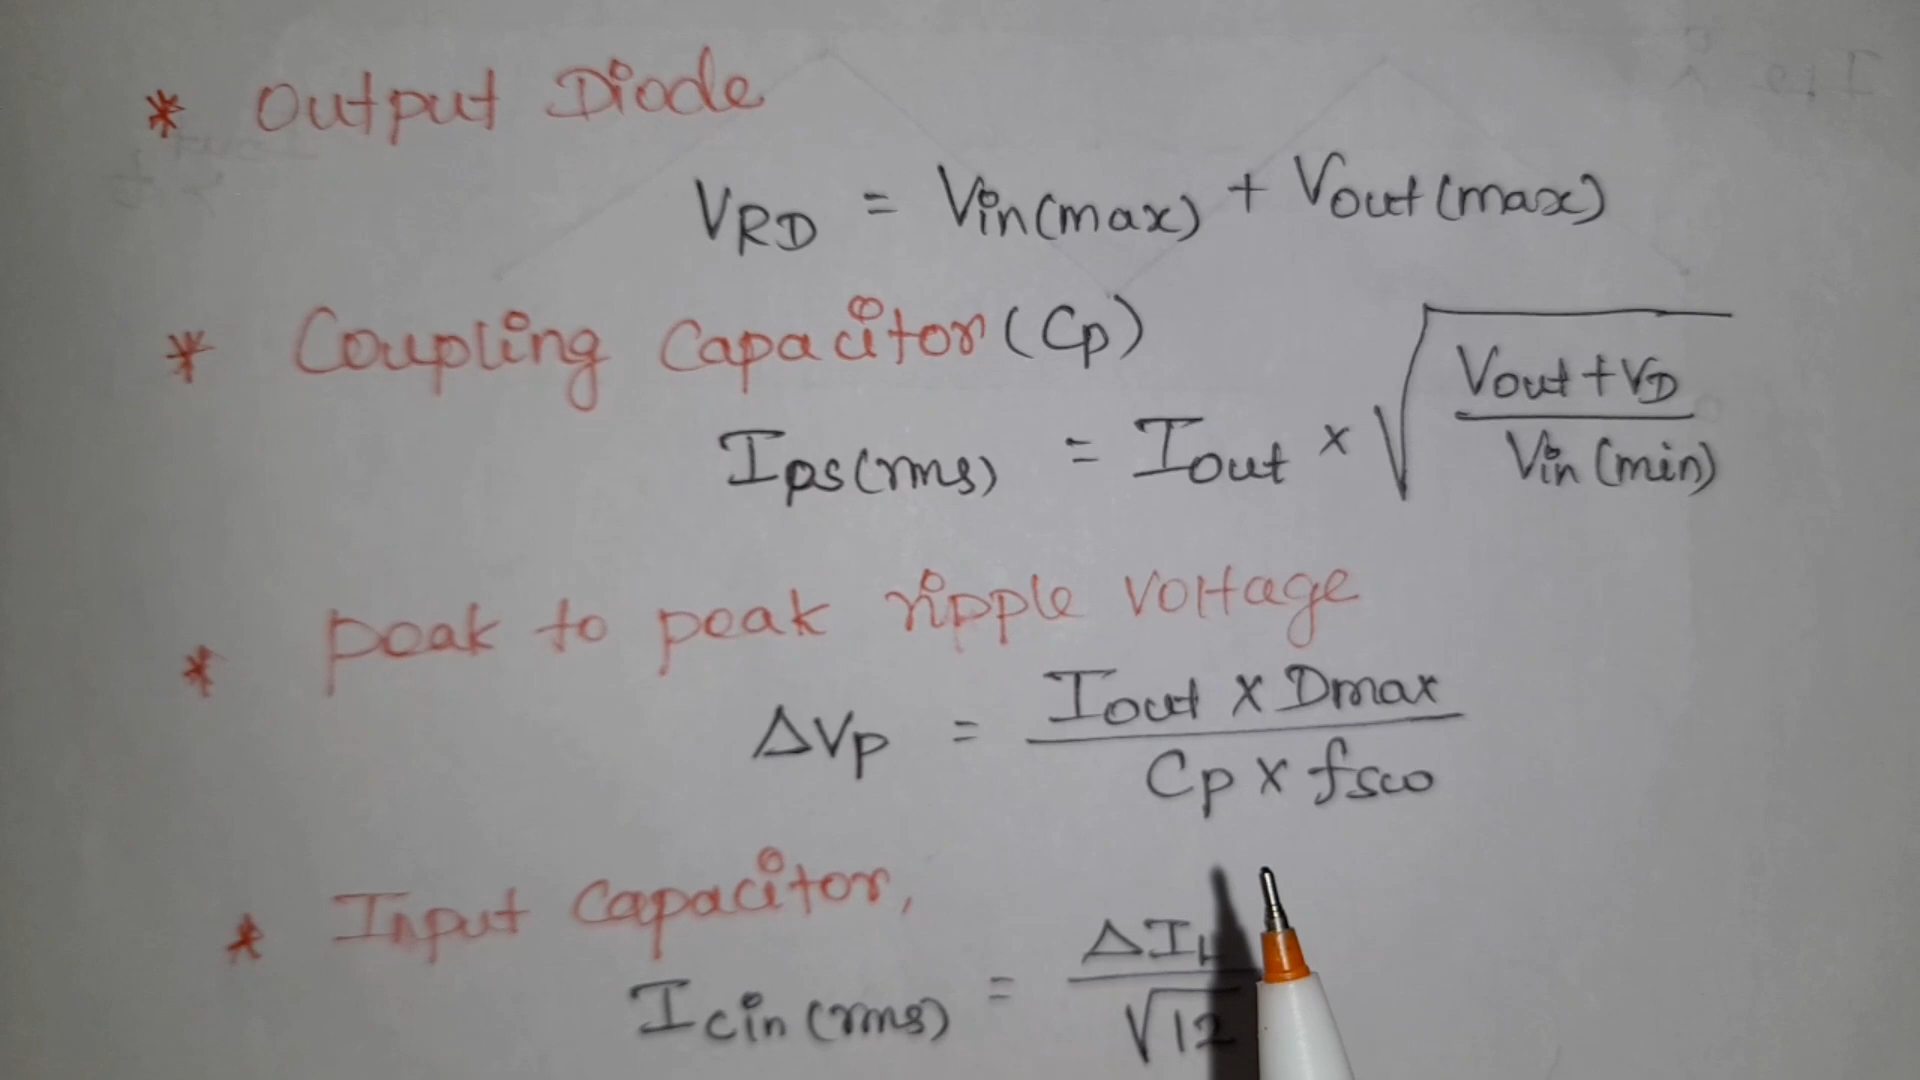 * Output Diode
VRD = Vin(max) + Vout(max)
* Coupling Capacitor (Cp)
Ips(rms) = Iout × √ Vout + VD / Vin (min)
* peak to peak ripple voltage
ΔVp = Iout × Dmax / Cp × fsw
* Input Capacitor,
Icin (rms) = ΔIL / √12